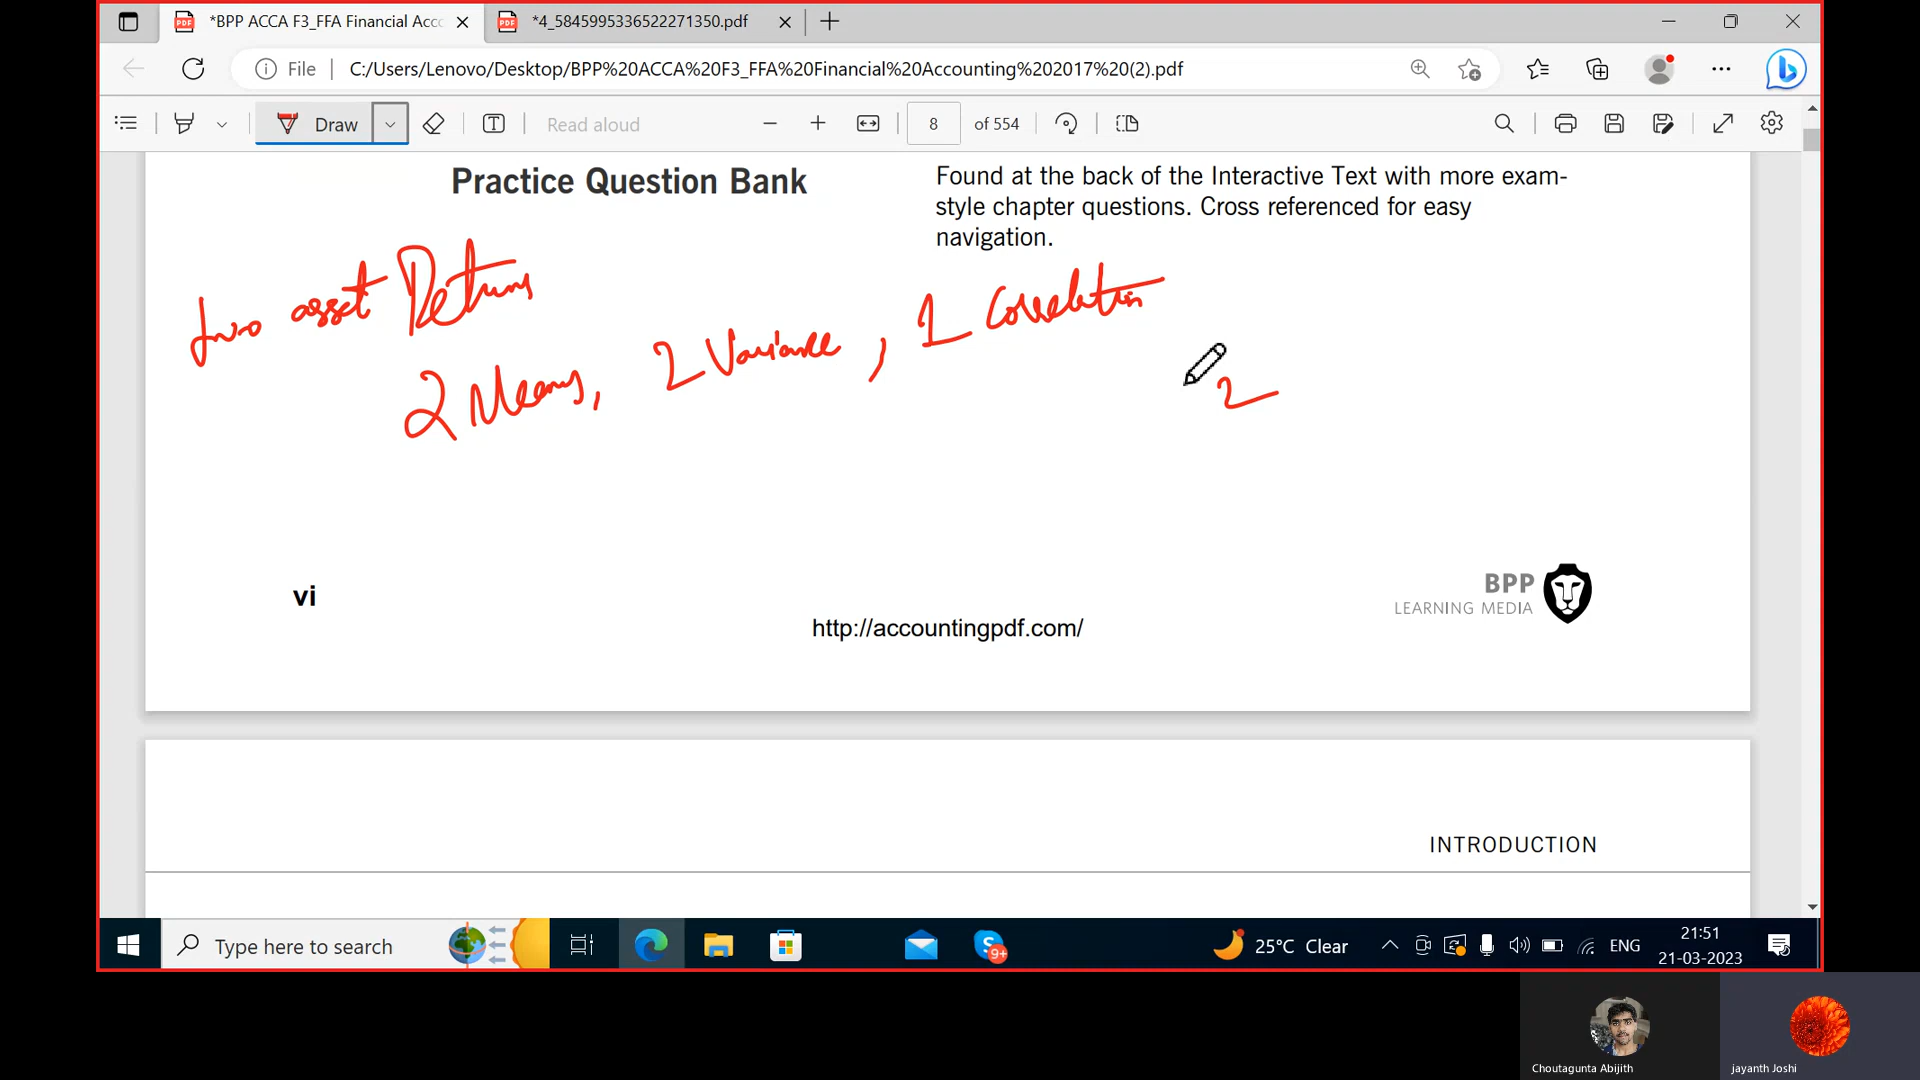 *BPP ACCA F3_FFA Financial Acc
*4_5845995336522271350.pdf
File
C:/Users/Lenovo/Desktop/BPP%20ACCA%20F3_FFA%20Financial%20Accounting%202017%20(2).pdf
Draw
Read aloud
8 of 554
Practice Question Bank
Found at the back of the Interactive Text with more exam-
style chapter questions. Cross referenced for easy
navigation.
two asset Returns
2 Means, 2 Variance, 1 Correlation
2
vi
BPP
LEARNING MEDIA
http://accountingpdf.com/
INTRODUCTION
Type here to search
9+
25°C Clear
ENG
21:51
21-03-2023
Choutagunta Abijith
jayanth Joshi